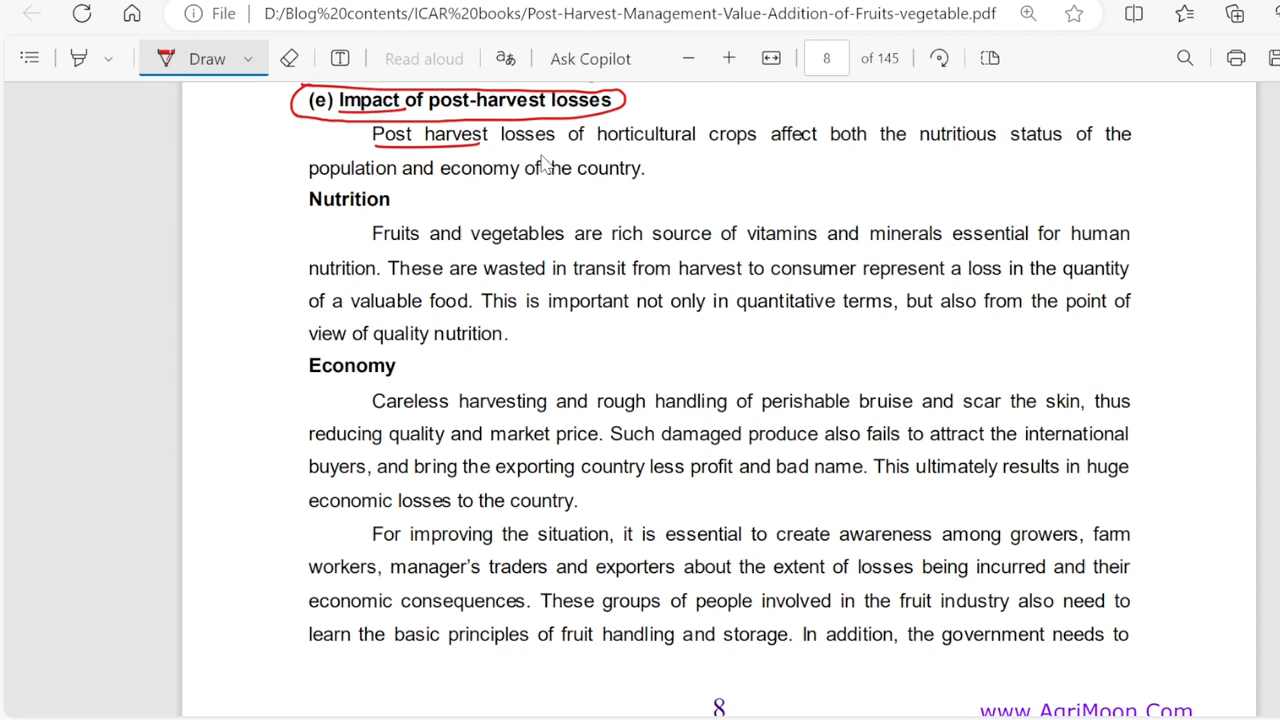 File D:/Blog%20contents/ICAR%20books/Post-Harvest-Management-Value-Addition-of-Fruits-vegetable.pdf
Draw Read aloud aあ Ask Copilot 8 of 145
(e) Impact of post-harvest losses
Post harvest losses of horticultural crops affect both the nutritious status of the
population and economy of the country.
Nutrition
Fruits and vegetables are rich source of vitamins and minerals essential for human
nutrition. These are wasted in transit from harvest to consumer represent a loss in the quantity
of a valuable food. This is important not only in quantitative terms, but also from the point of
view of quality nutrition.
Economy
Careless harvesting and rough handling of perishable bruise and scar the skin, thus
reducing quality and market price. Such damaged produce also fails to attract the international
buyers, and bring the exporting country less profit and bad name. This ultimately results in huge
economic losses to the country.
For improving the situation, it is essential to create awareness among growers, farm
workers, manager’s traders and exporters about the extent of losses being incurred and their
economic consequences. These groups of people involved in the fruit industry also need to
learn the basic principles of fruit handling and storage. In addition, the government needs to
8 www.AgriMoon.Com